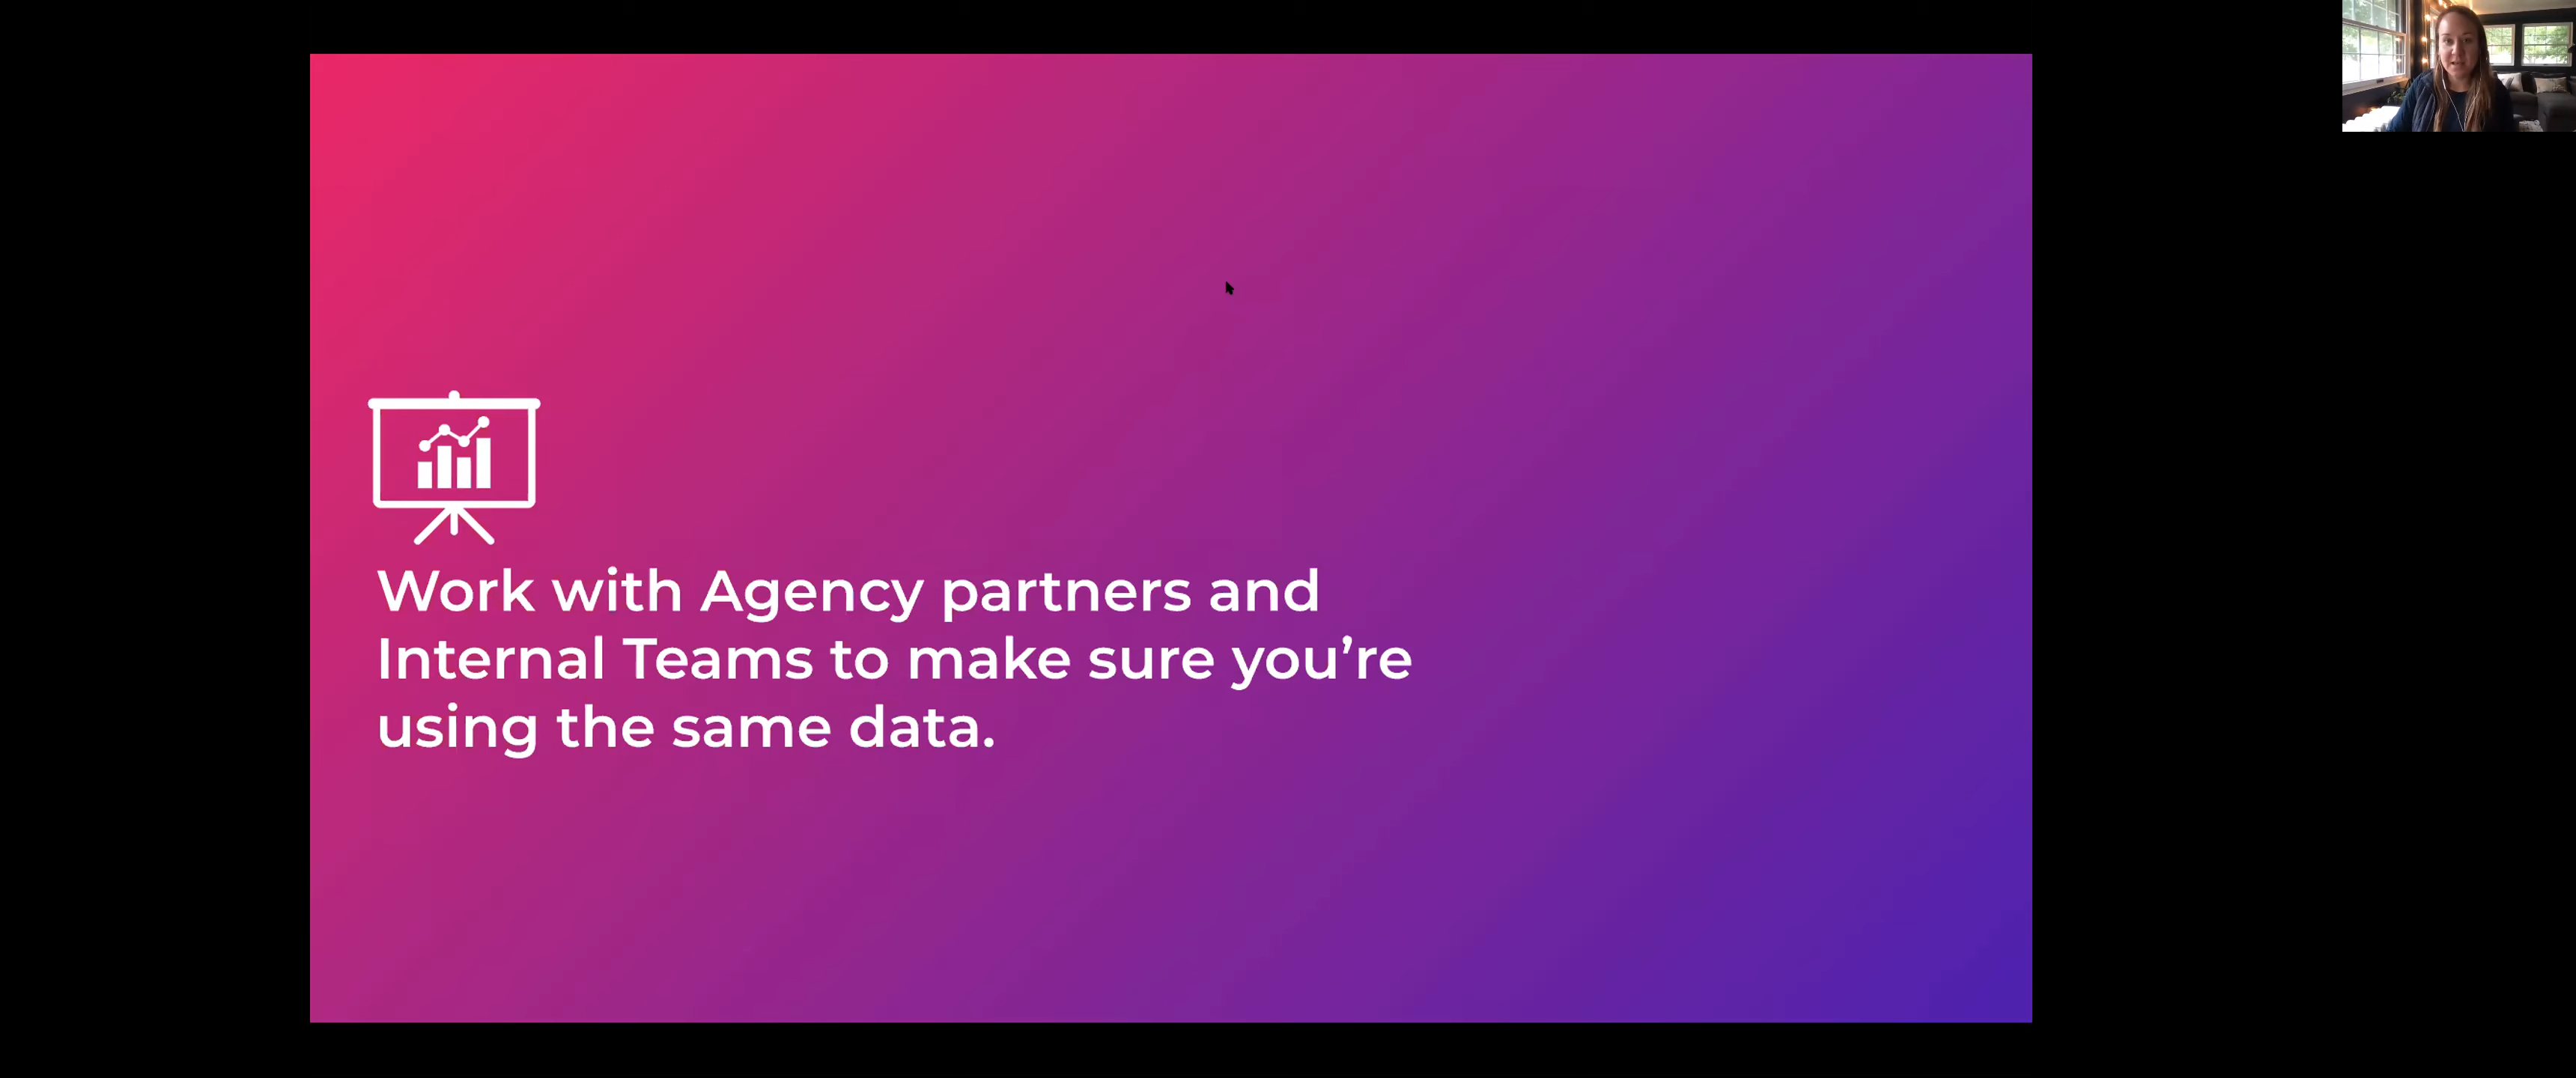 Work with Agency partners and
Internal Teams to make sure you’re
using the same data.